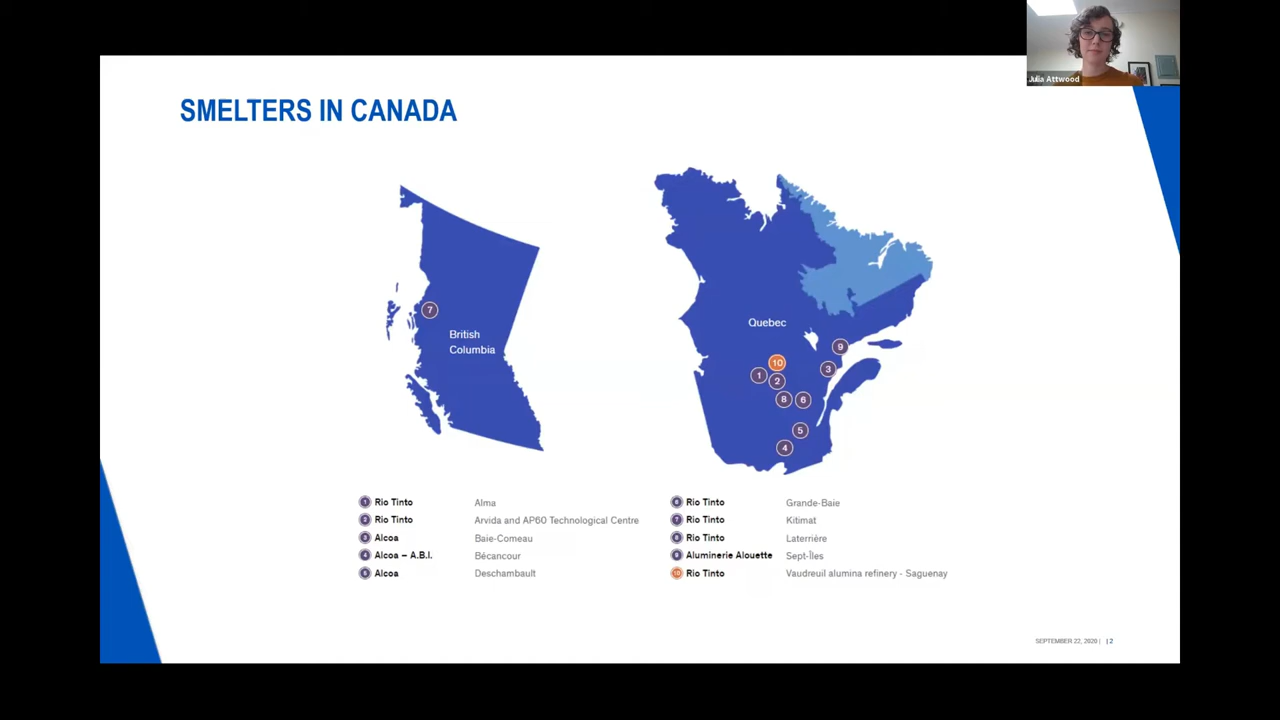 Julia Attwood
SMELTERS IN CANADA
7
British
Columbia
Quebec
9
10
3
1
2
8
6
5
4
1 Rio Tinto Alma
2 Rio Tinto Arvida and AP60 Technological Centre
3 Alcoa Baie-Comeau
4 Alcoa – A.B.I. Bécancour
5 Alcoa Deschambault
6 Rio Tinto Grande-Baie
7 Rio Tinto Kitimat
8 Rio Tinto Laterrière
9 Aluminerie Alouette Sept-Îles
10 Rio Tinto Vaudreuil alumina refinery - Saguenay
SEPTEMBER 22, 2020 | | 2